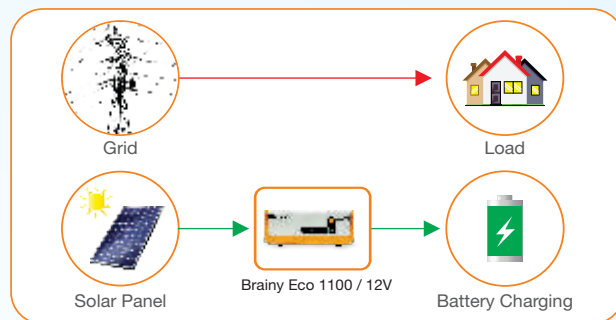 Grid
Load
Solar Panel
Brainy Eco 1100 / 12V
Battery Charging